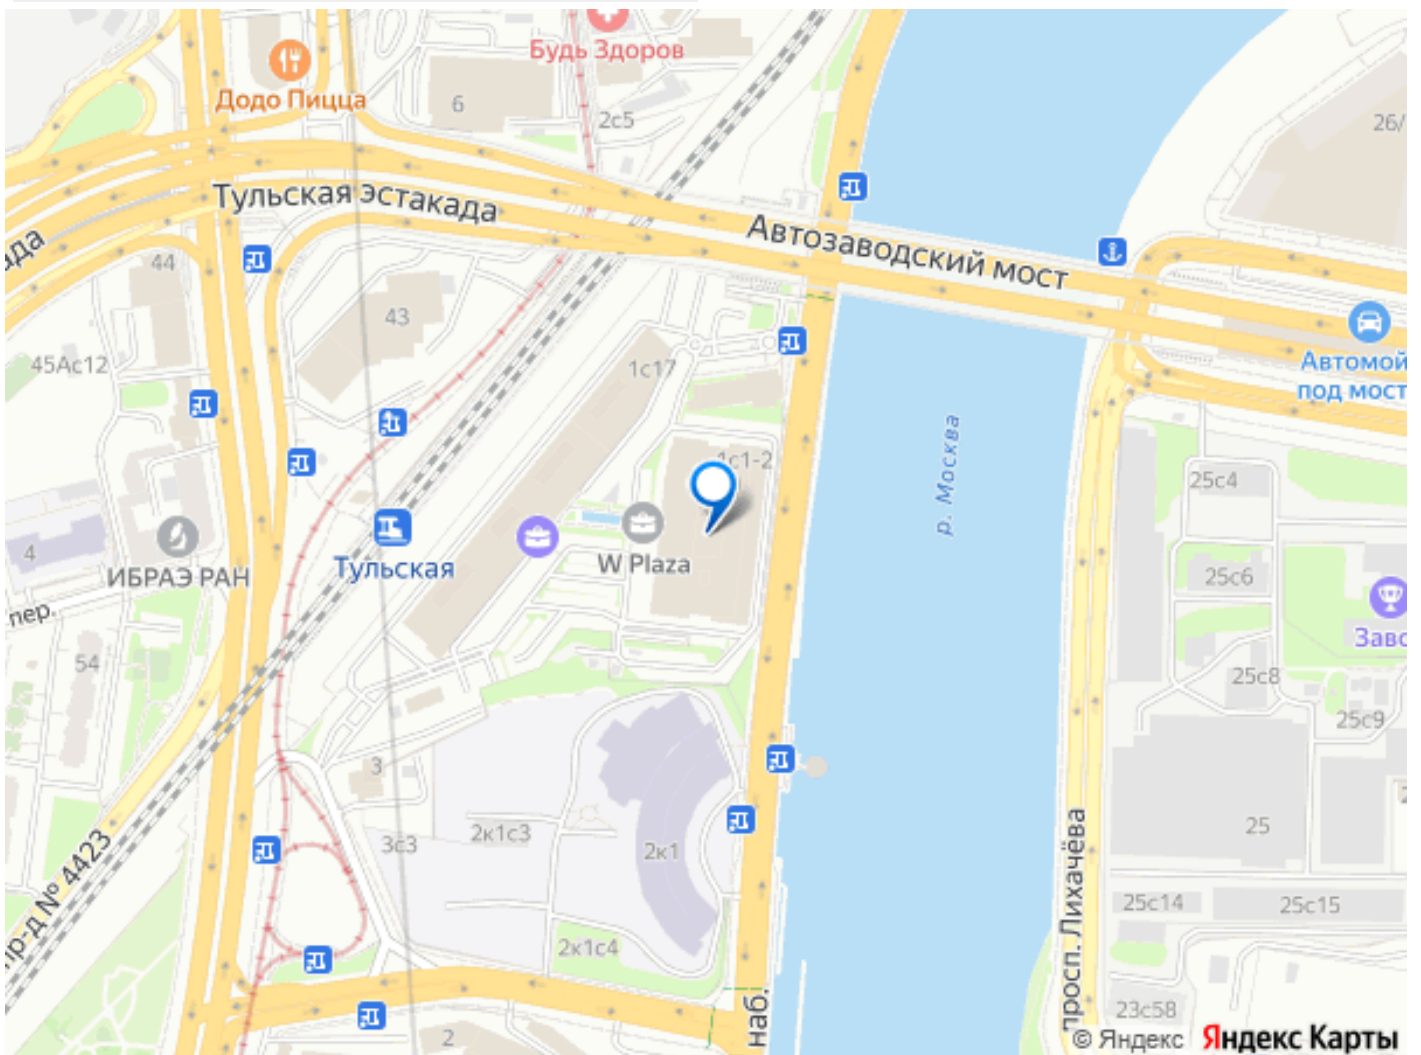 Будь Здоров
Додо Пицца
6
2с5
26/
Тульская эстакада
Автозаводский мост
44
43
45Ас12
1с17
Автомой
под мост
1с1-2
р. Москва
25с4
W Plaza
Тульская
ИБРАЭ РАН
4
пер.
25с6
Заво
54
25с8
25с9
3
2к1с3
3с3
2к1
25
пр-д № 4423
просп. Лихачёва
25с14
25с15
2к1с4
наб.
23с58
2
© Яндекс Яндекс Карты